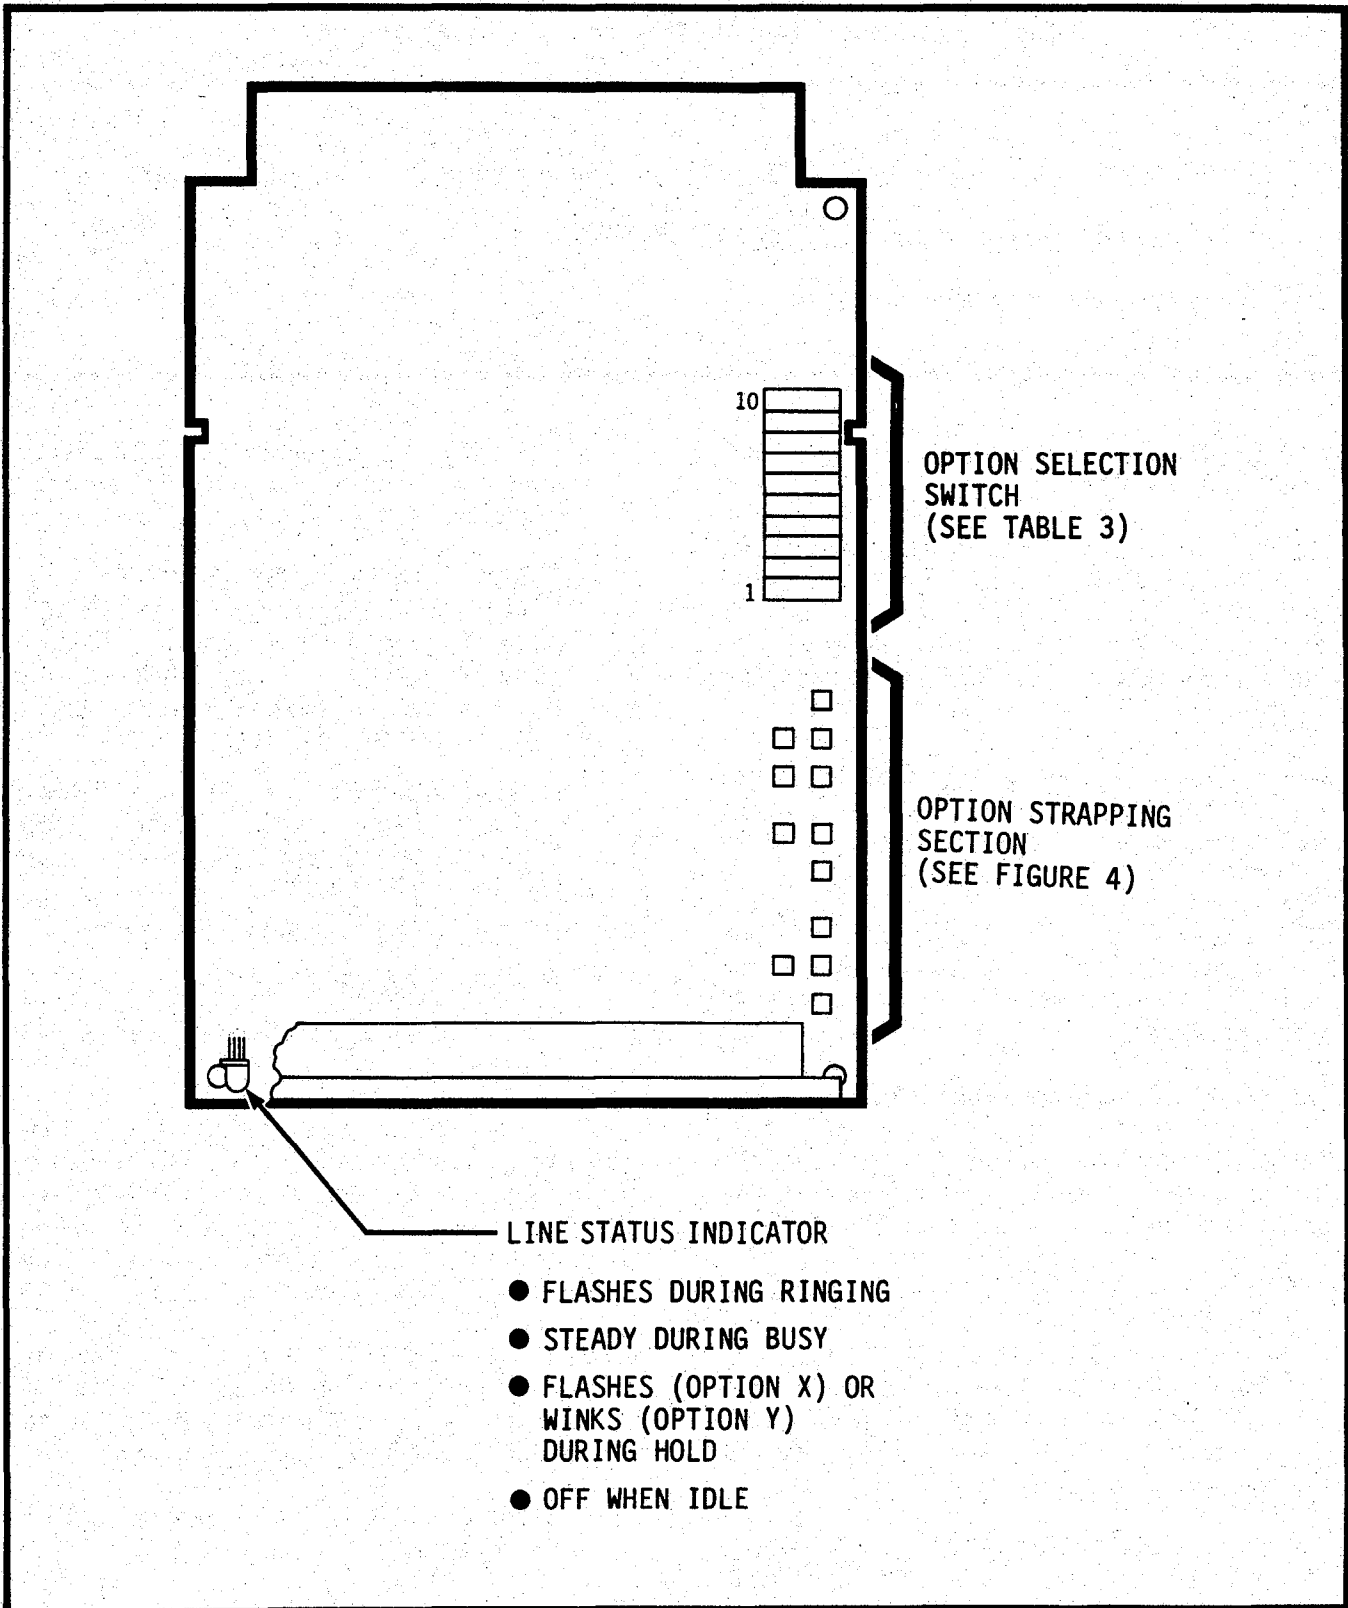 10
1
OPTION SELECTION
SWITCH
(SEE TABLE 3)
OPTION STRAPPING
SECTION
(SEE FIGURE 4)
LINE STATUS INDICATOR
● FLASHES DURING RINGING
● STEADY DURING BUSY
● FLASHES (OPTION X) OR
WINKS (OPTION Y)
DURING HOLD
● OFF WHEN IDLE